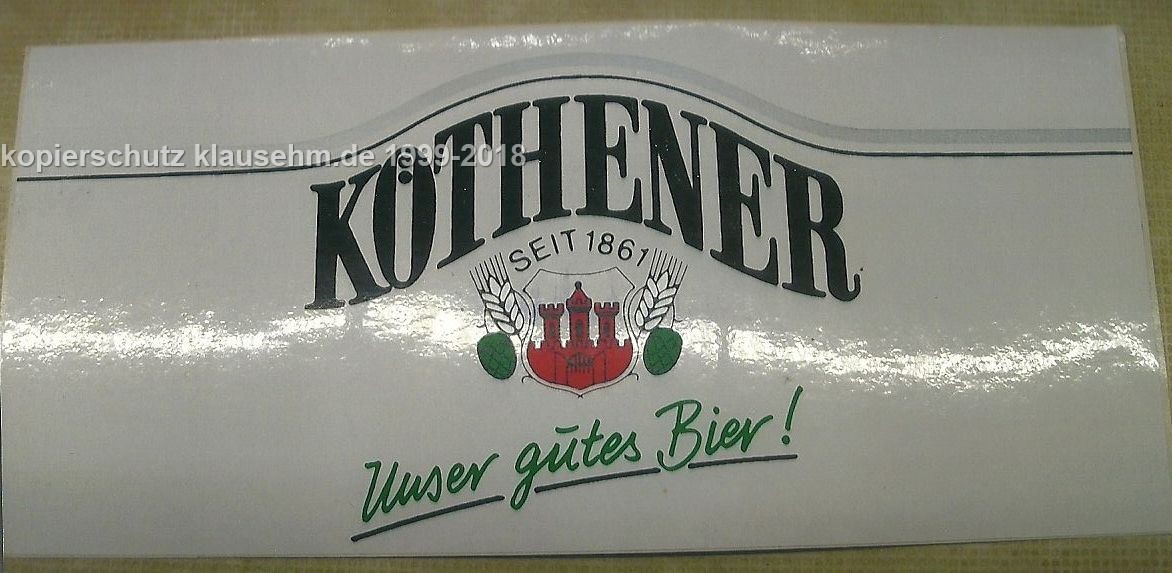 kopierschutz klausehm.de 1999-2018
KÖTHENER
SEIT 1861
Unser gutes Bier!